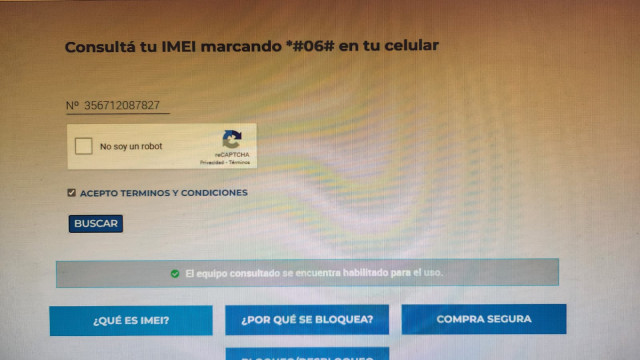 Consultá tu IMEI marcando *#06# en tu celular
Nº 356712087827
No soy un robot
reCAPTCHA
Privacidad - Términos
ACEPTO TERMINOS Y CONDICIONES
BUSCAR
El equipo consultado se encuentra habilitado para el uso.
¿QUÉ ES IMEI?
¿POR QUÉ SE BLOQUEA?
COMPRA SEGURA
BLOQUEO/DESBLOQUEO